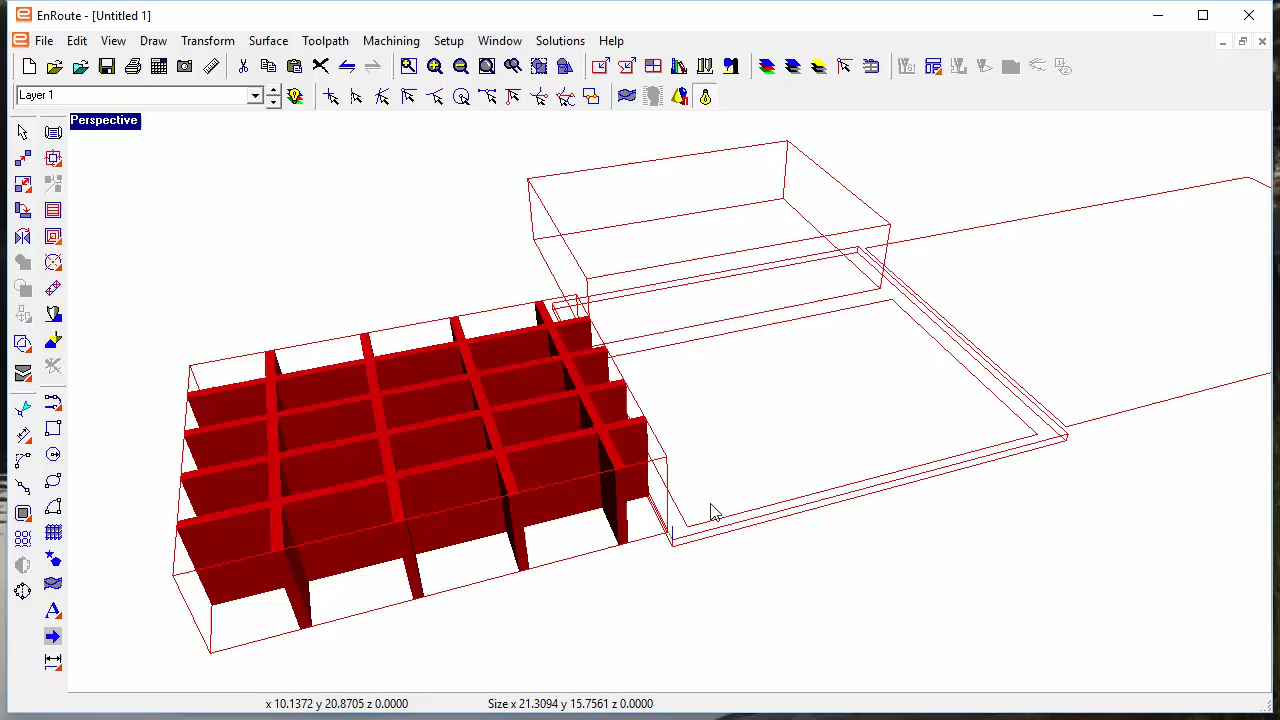 EnRoute - [Untitled 1]
File Edit View Draw Transform Surface Toolpath Machining Setup Window Solutions Help
Layer 1
Perspective
x 10.1372 y 20.8705 z 0.0000 Size x 21.3094 y 15.7561 z 0.0000